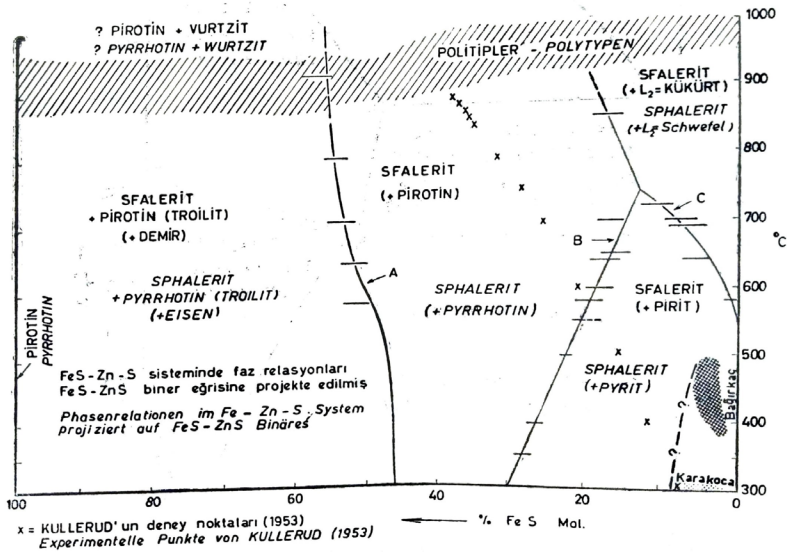 ? PİROTİN + VURTZİT
? PYRRHOTIN + WURTZIT
POLİTİPLER - POLYTYPEN
SFALERİT
(+ L₂ = KÜKÜRT)
SPHALERIT
(+L₂= Schwefel)
SFALERİT
(+ PİROTİN)
SFALERİT
+ PİROTİN (TROİLİT)
(+ DEMİR)
SPHALERIT
+ PYRRHOTIN (TROILIT)
(+EISEN)
SPHALERIT
(+ PYRRHOTIN)
SFALERİT
(+ PİRİT)
SPHALERIT
(+ PYRIT)
A
B
C
PİROTİN
PYRRHOTIN
FeS - Zn - S sisteminde faz relasyonları
FeS - ZnS biner eğrisine projekte edilmiş
Phasenrelationen im Fe - Zn - S System
projiziert auf FeS - ZnS Binäres
?
?
Bağırkaç
Karakoca
1000
900
800
700
°C
600
500
400
300
100
80
60
40
20
0
x = KULLERUD'un deney noktaları (1953)
Experimentelle Punkte von KULLERUD (1953)
% FeS Mol.